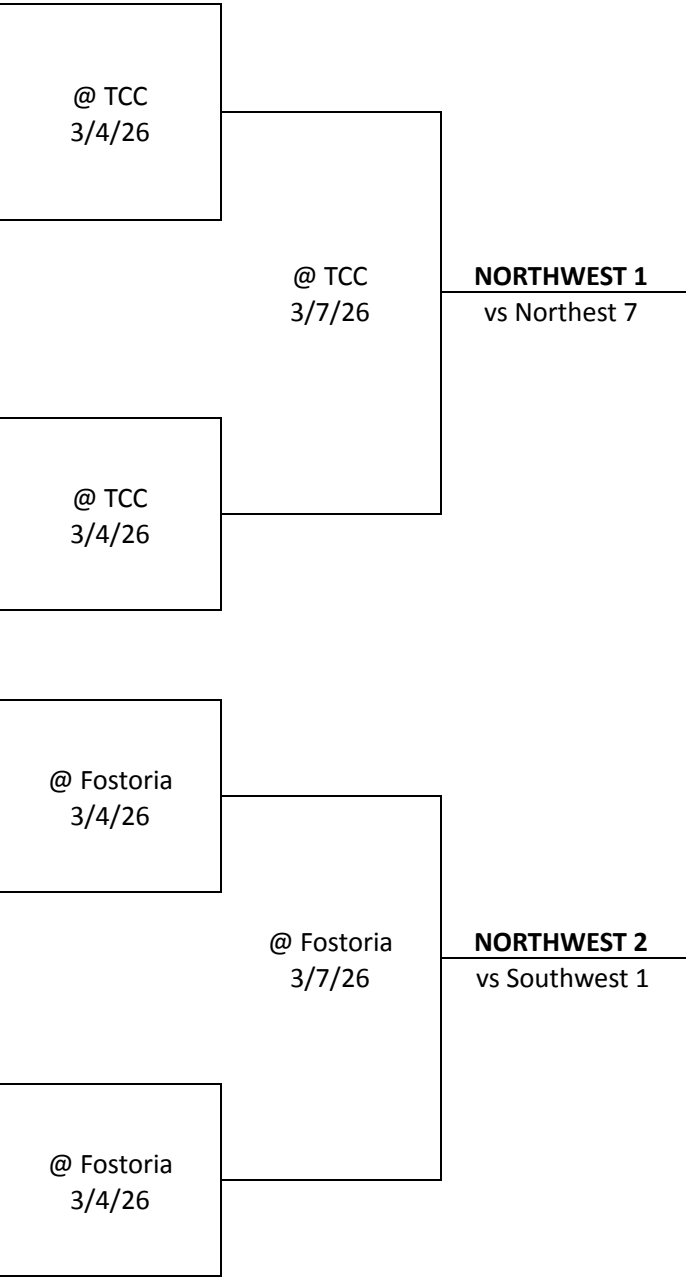 @ TCC
3/4/26
@ TCC
3/7/26
NORTHWEST 1
vs Northest 7
@ TCC
3/4/26
@ Fostoria
3/4/26
@ Fostoria
3/7/26
NORTHWEST 2
vs Southwest 1
@ Fostoria
3/4/26